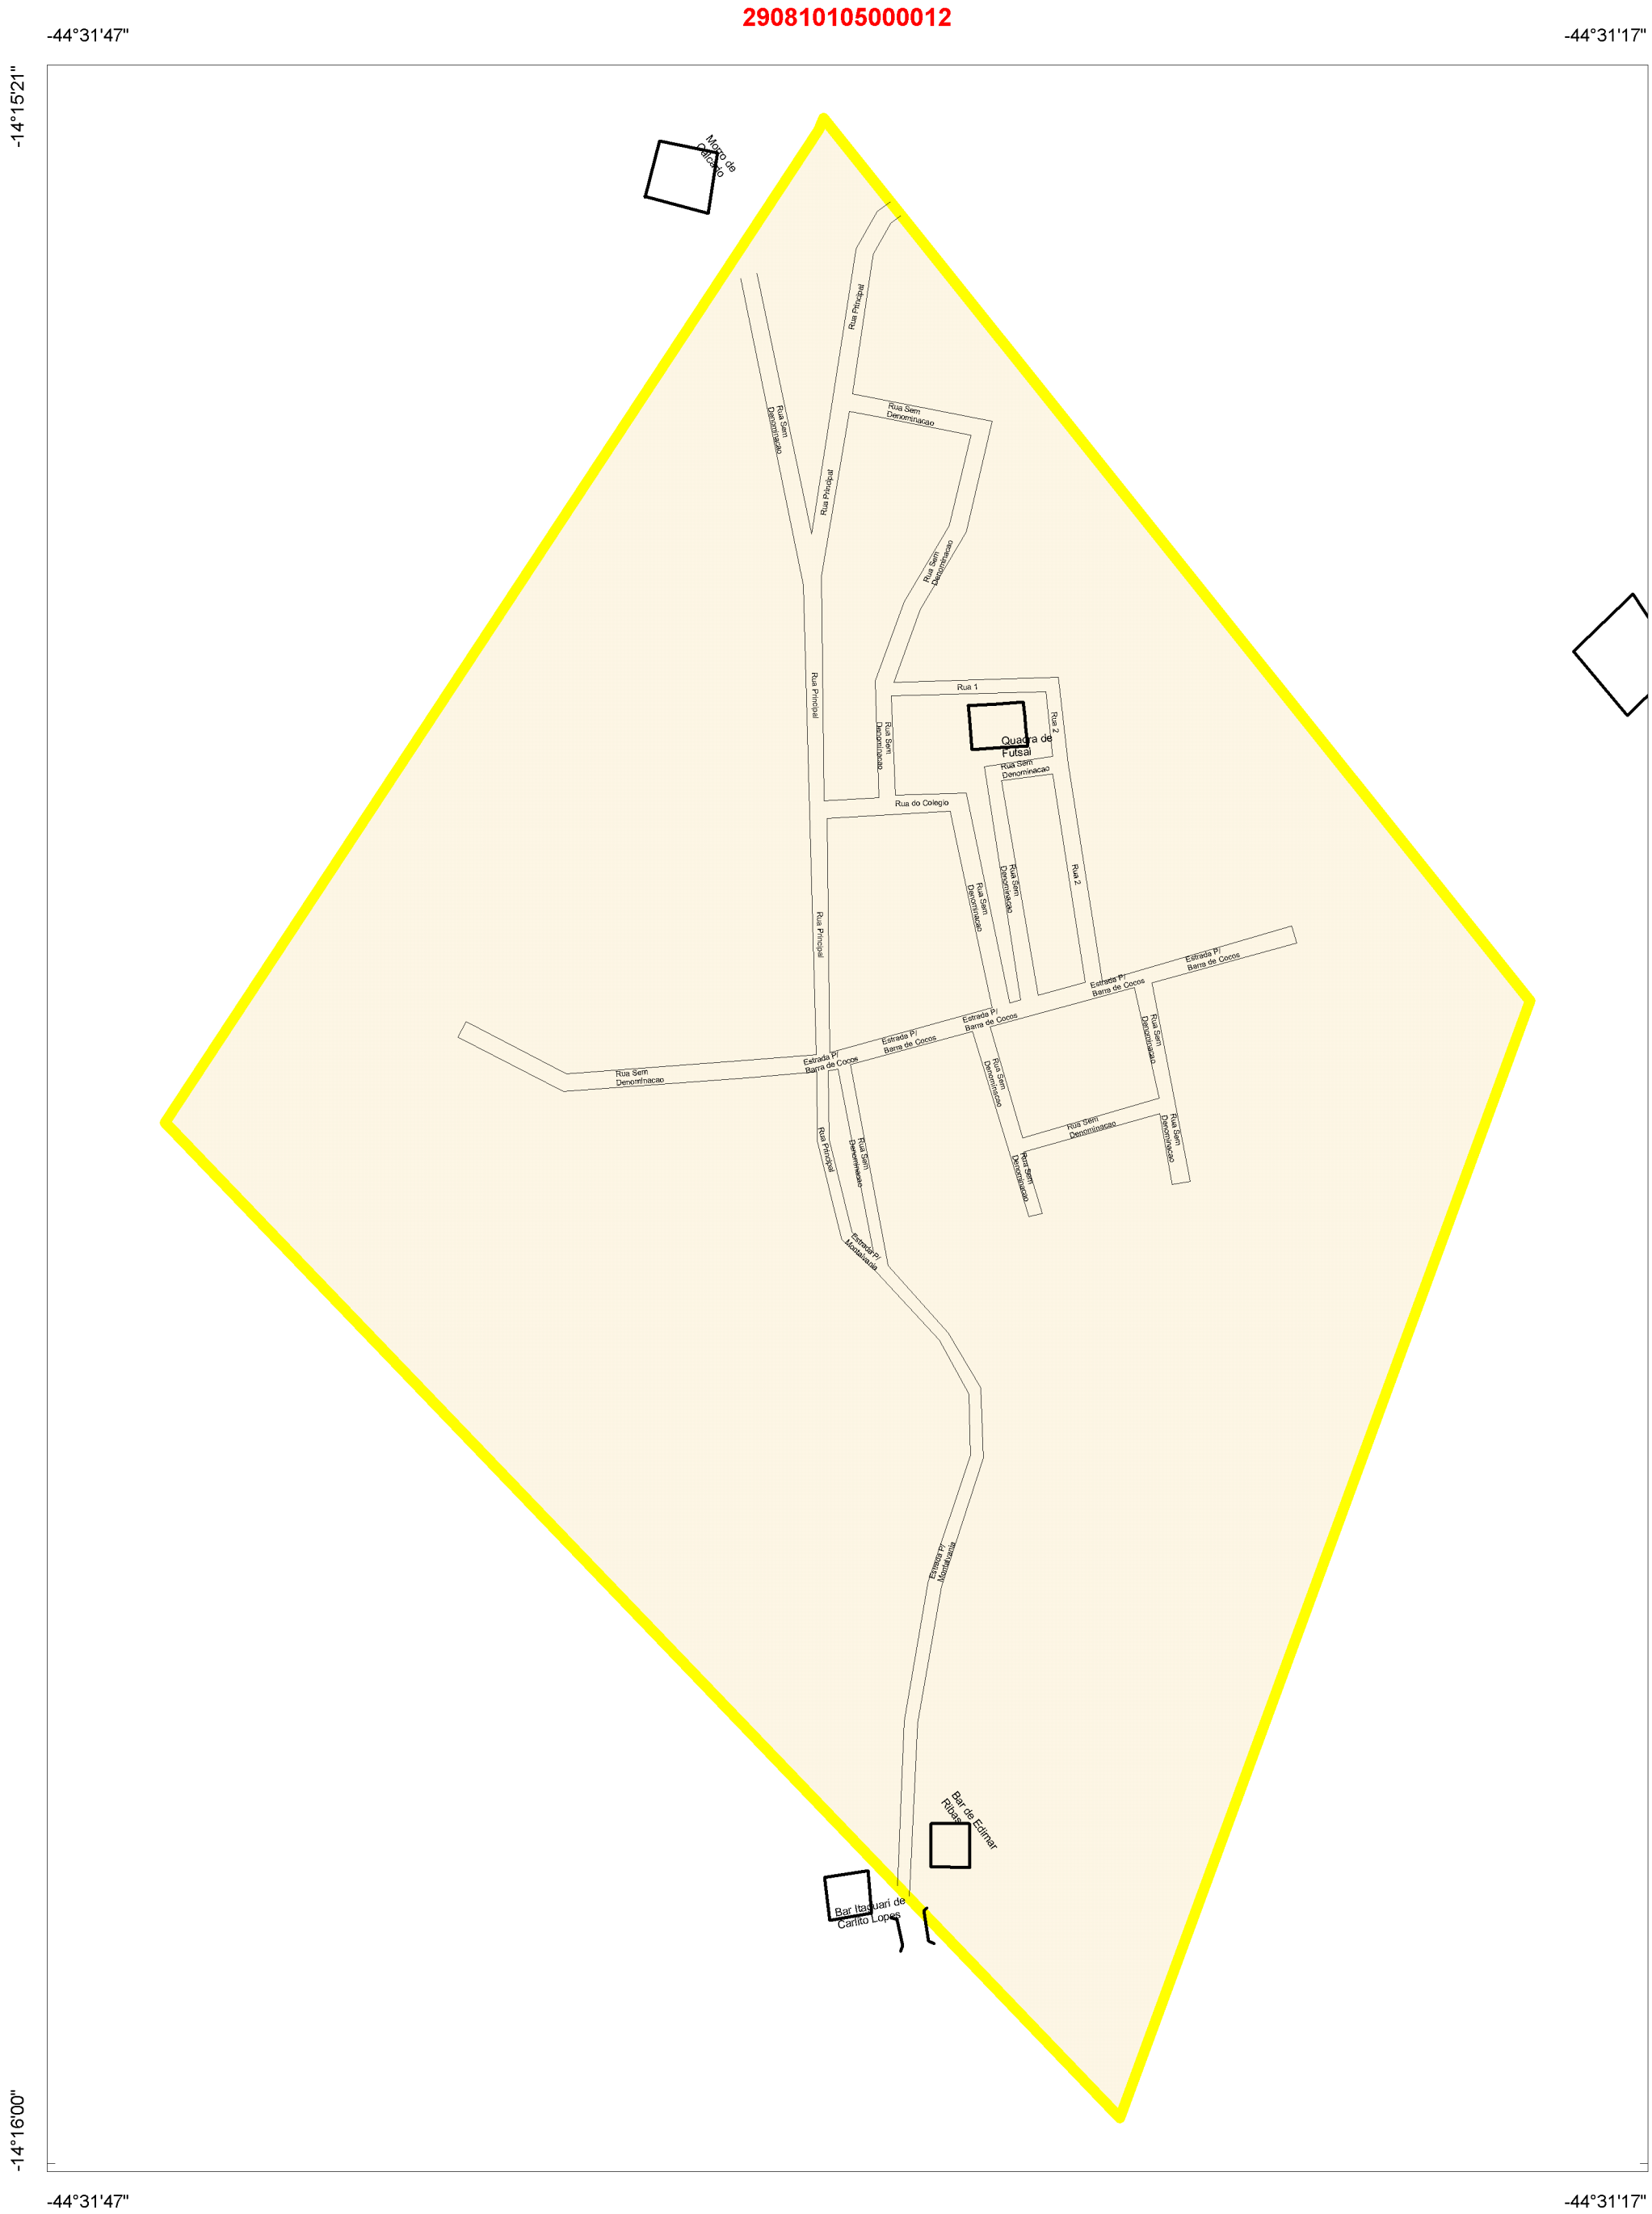 290810105000012
-44°31'47"
-44°31'17"
-14°15'21"
Morro de
Calcado
Rua Principal
Rua Sem
Denominacao
Rua Sem
Denominacao
Rua Principal
Rua Sem
Denominacao
Rua 1
Rua Principal
Rua 2
Rua Sem
Denominacao
Quadra de
Futsal
Rua Sem
Denominacao
Rua do Colegio
Rua Sem
Denominacao
Rua 2
Rua Sem
Denominacao
Rua Principal
Estrada P/
Barra de Cocos
Estrada P/
Barra de Cocos
Estrada P/
Barra de Cocos
Estrada P/
Barra de Cocos
Estrada P/
Barra de Cocos
Rua Sem
Denominacao
Rua Sem
Denominacao
Rua Sem
Denominacao
Rua Sem
Denominacao
Rua Sem
Denominacao
Rua Principal
Rua Sem
Denominacao
Rua Sem
Denominacao
Estrada P/
Montalvania
Estrada P/
Montalvania
Bar de Edimar
Ribas
Bar Itaguari de
Carlito Lopes
-14°16'00"
-44°31'47"
-44°31'17"